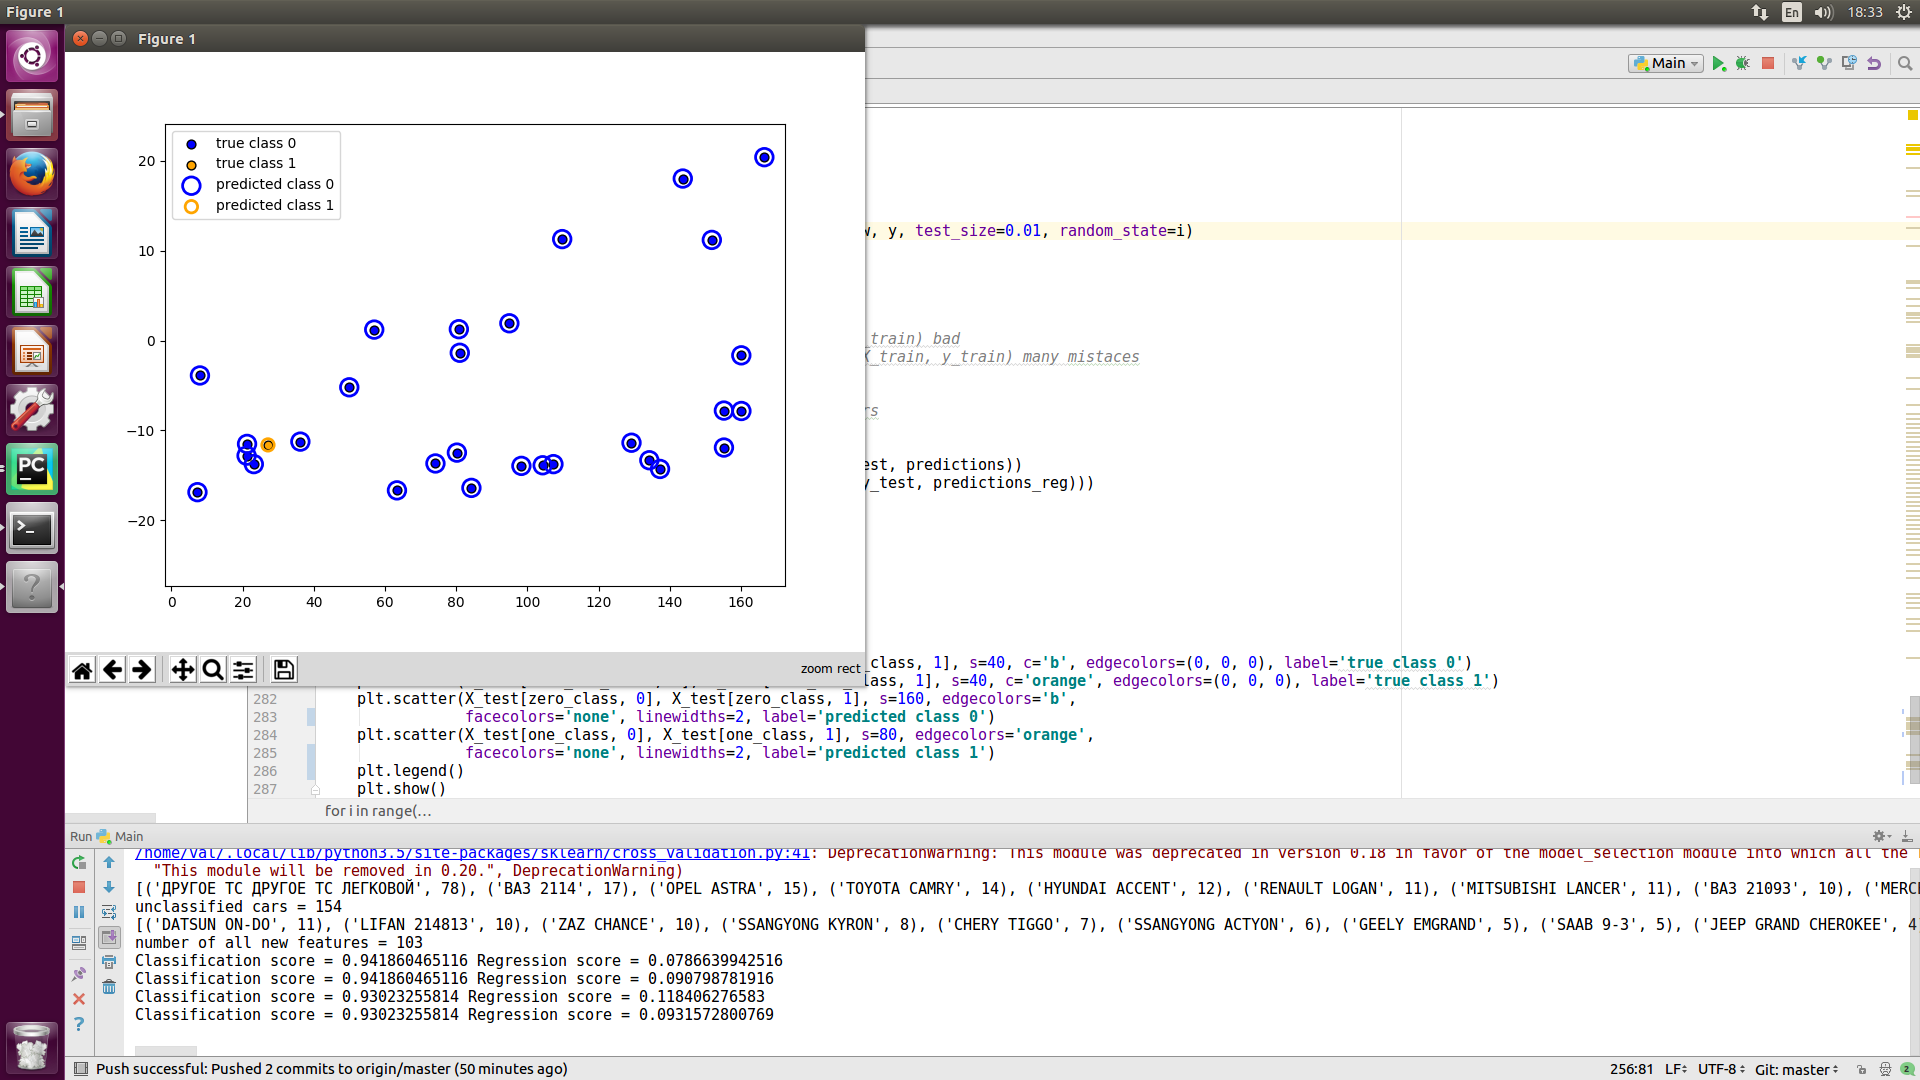 Figure 1
En
18:33
Figure 1
Main
true class 0
true class 1
predicted class 0
predicted class 1
20
10
0
−10
−20
0 20 40 60 80 100 120 140 160
zoom rect
, y, test_size=0.01, random_state=i)
_train) bad
X_train, y_train) many mistaces
rs
est, predictions))
y_test, predictions_reg)))
_class, 1], s=40, c='b', edgecolors=(0, 0, 0), label='true class 0')
lass, 1], s=40, c='orange', edgecolors=(0, 0, 0), label='true class 1')
282 plt.scatter(X_test[zero_class, 0], X_test[zero_class, 1], s=160, edgecolors='b',
283 facecolors='none', linewidths=2, label='predicted class 0')
284 plt.scatter(X_test[one_class, 0], X_test[one_class, 1], s=80, edgecolors='orange',
285 facecolors='none', linewidths=2, label='predicted class 1')
286 plt.legend()
287 plt.show()
for i in range(…
Run Main
/home/val/.local/lib/python3.5/site-packages/sklearn/cross_validation.py:41: DeprecationWarning: This module was deprecated in version 0.18 in favor of the model_selection module into which all the
"This module will be removed in 0.20.", DeprecationWarning)
[('ДРУГОЕ ТС ДРУГОЕ ТС ЛЕГКОВОЙ', 78), ('ВАЗ 2114', 17), ('OPEL ASTRA', 15), ('TOYOTA CAMRY', 14), ('HYUNDAI ACCENT', 12), ('RENAULT LOGAN', 11), ('MITSUBISHI LANCER', 11), ('ВАЗ 21093', 10), ('MERC
unclassified cars = 154
[('DATSUN ON-DO', 11), ('LIFAN 214813', 10), ('ZAZ CHANCE', 10), ('SSANGYONG KYRON', 8), ('CHERY TIGGO', 7), ('SSANGYONG ACTYON', 6), ('GEELY EMGRAND', 5), ('SAAB 9-3', 5), ('JEEP GRAND CHEROKEE', 4
number of all new features = 103
Classification score = 0.941860465116 Regression score = 0.0786639942516
Classification score = 0.941860465116 Regression score = 0.090798781916
Classification score = 0.93023255814 Regression score = 0.118406276583
Classification score = 0.93023255814 Regression score = 0.0931572800769
Push successful: Pushed 2 commits to origin/master (50 minutes ago)
256:81 LF UTF-8 Git: master 2